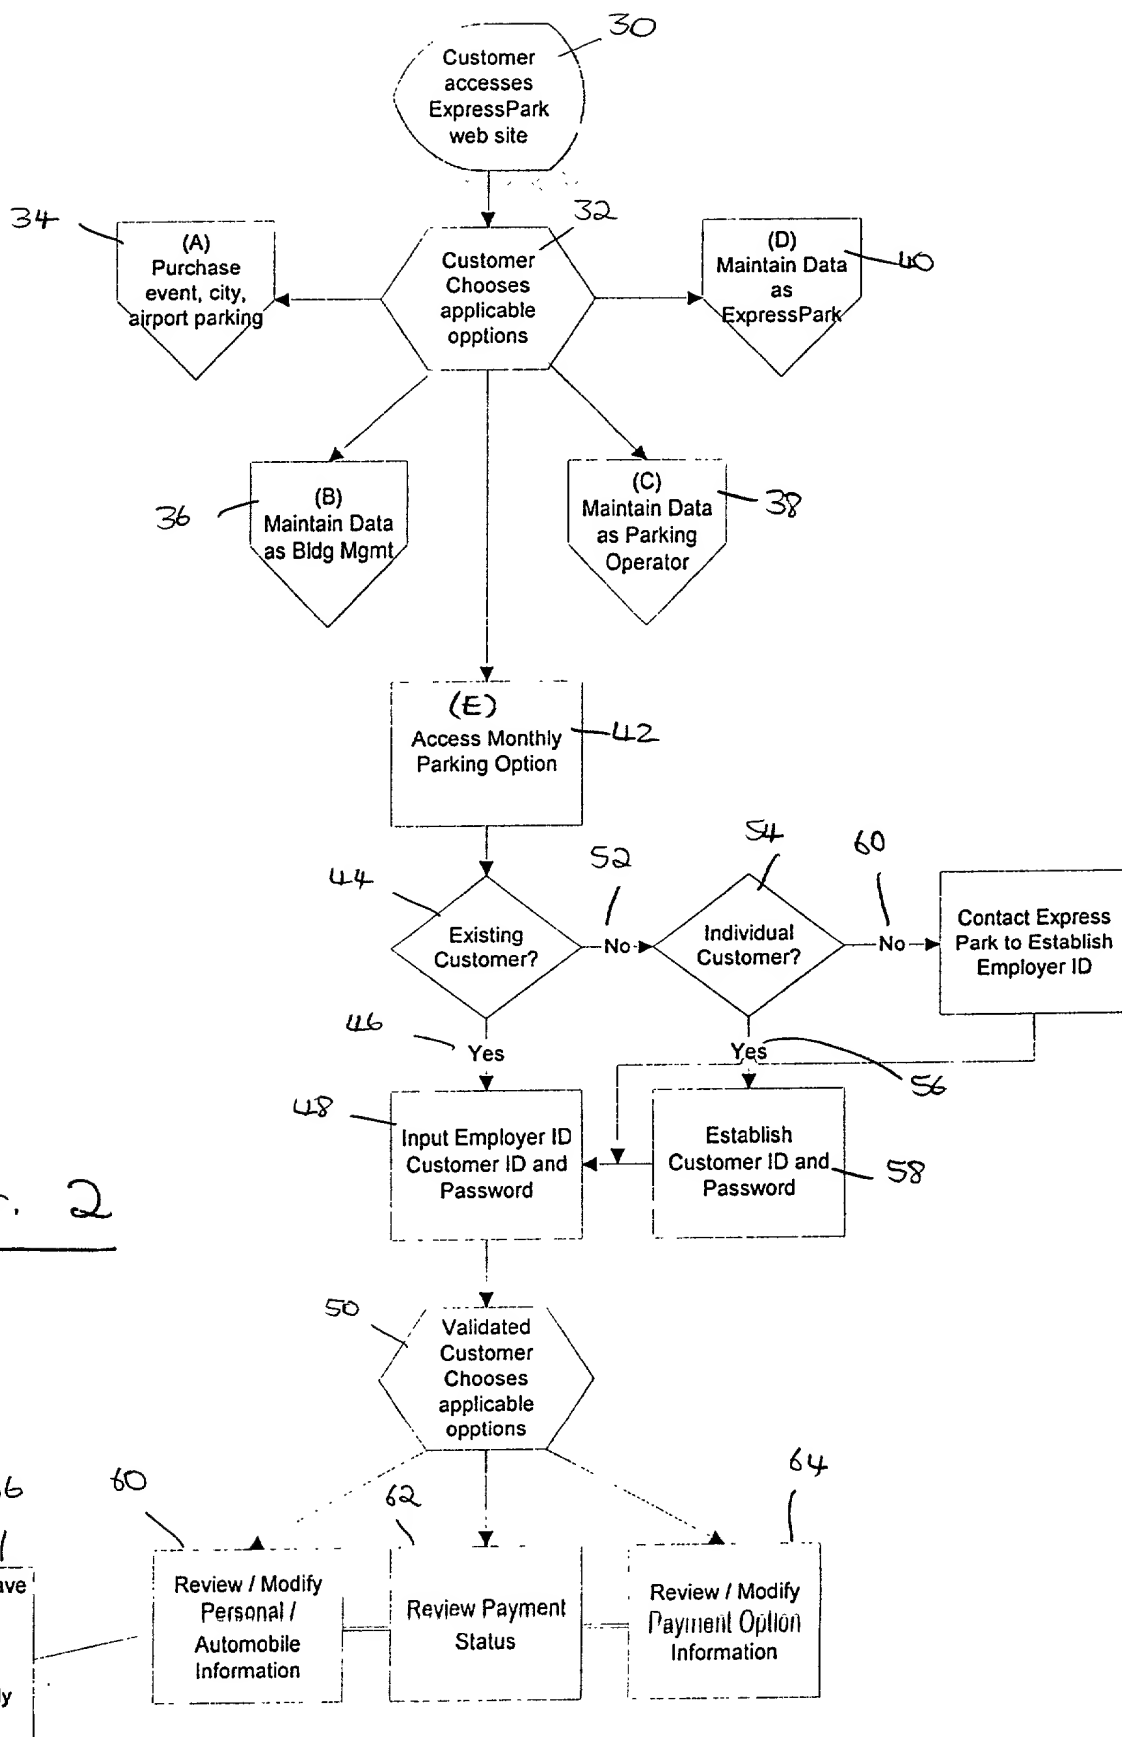 30
Customer
accesses
ExpressPark
web site
34
32
40
(A)
Purchase
event, city,
airport parking
Customer
Chooses
applicable
opptions
(D)
Maintain Data
as
ExpressPark
36
(B)
Maintain Data
as Bldg Mgmt
(C)
Maintain Data
as Parking
Operator
38
(E)
Access Monthly
Parking Option
42
44
Existing
Customer?
52
No
54
Individual
Customer?
60
No
Contact Express
Park to Establish
Employer ID
46
Yes
Yes
56
48
Input Employer ID
Customer ID and
Password
Establish
Customer ID and
Password
58
. 2
50
Validated
Customer
Chooses
applicable
opptions
60
62
64
Review / Modify
Personal /
Automobile
Information
Review Payment
Status
Review / Modify
Payment Option
Information